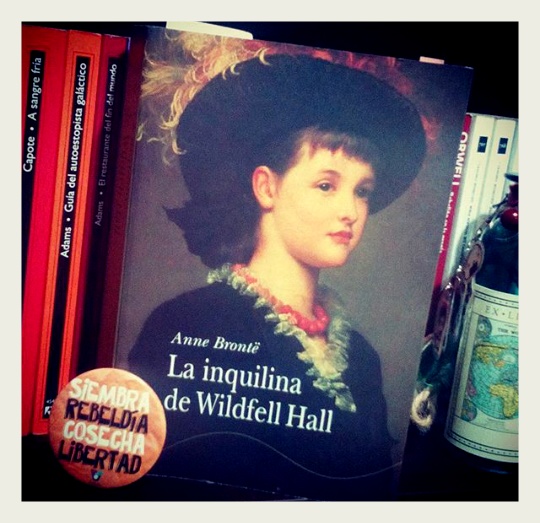 Capote • A sangre fría
Adams • Guía del autoestopista galáctico
Adams • El restaurante del fin del mundo
Anne Brontë
La inquilina
de Wildfell Hall
SIEMBRA
REBELDÍA
COSECHA
LIBERTAD
ORWELL
EX-LI